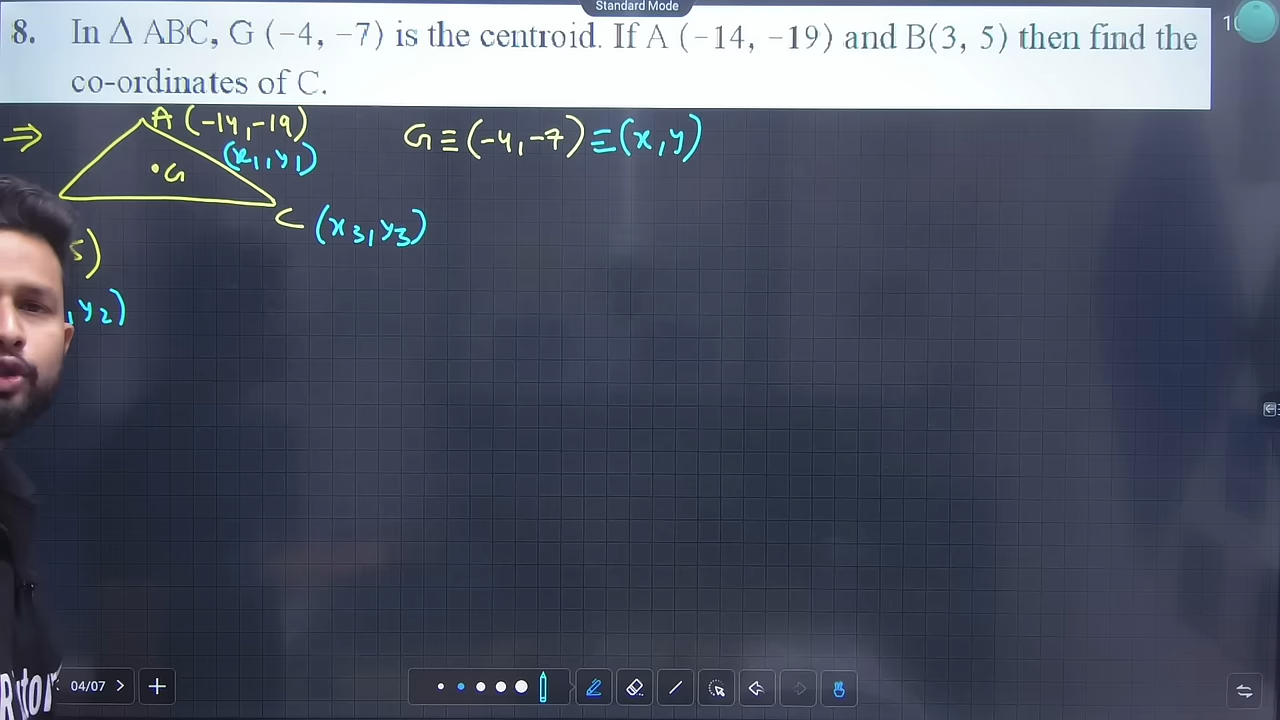 Standard Mode
8. In Δ ABC, G (−4, −7) is the centroid. If A (−14, −19) and B(3, 5) then find the
co-ordinates of C.
⇒ A (-14, -19) G ≡ (-4, -7) ≡ (x, y)
(x₁, y₁)
•G
C (x₃, y₃)
5)
, y₂)
04/07